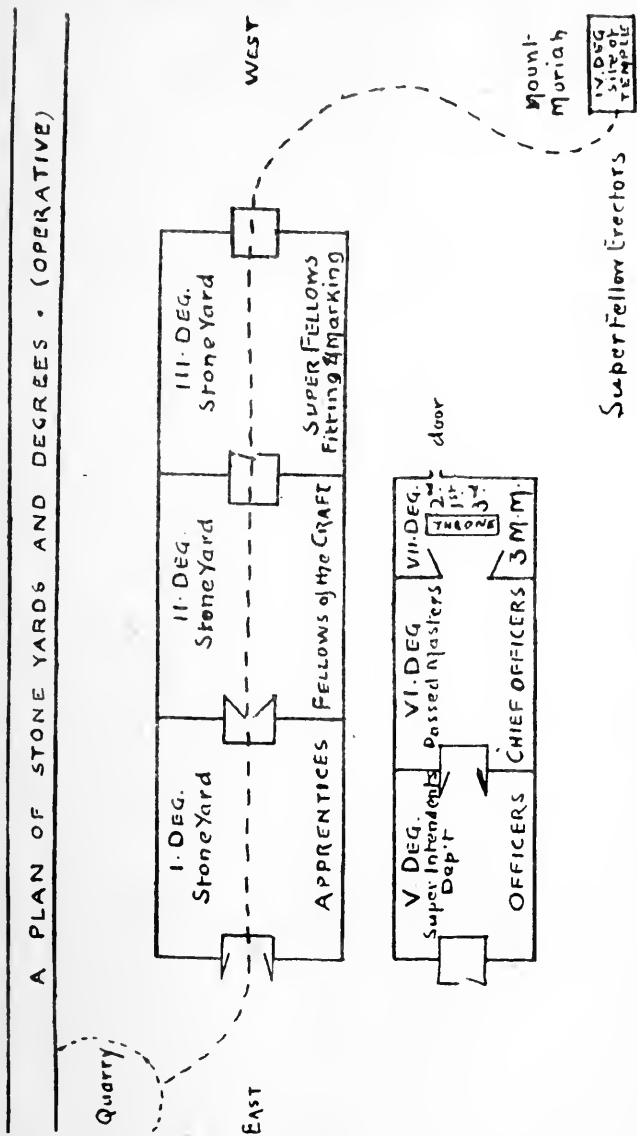 A PLAN OF STONE YARDS AND DEGREES • (OPERATIVE)
Quarry
EAST
WEST
I. DEG.
Stone Yard
APPRENTICES
II. DEG.
Stone Yard
FELLOWS of the CRAFT
III. DEG.
Stone Yard
SUPER FELLOWS
Fitting & Marking
Mount-
Moriah
IV. DEG
Site of
TEMPLE
Super Fellow Erectors
V. DEG.
Super Intendents
Dep't
OFFICERS
VI. DEG
Passed Masters
CHIEF OFFICERS
VII. DEG.
2nd
1st
3rd
THRONE
3 M.M.
door